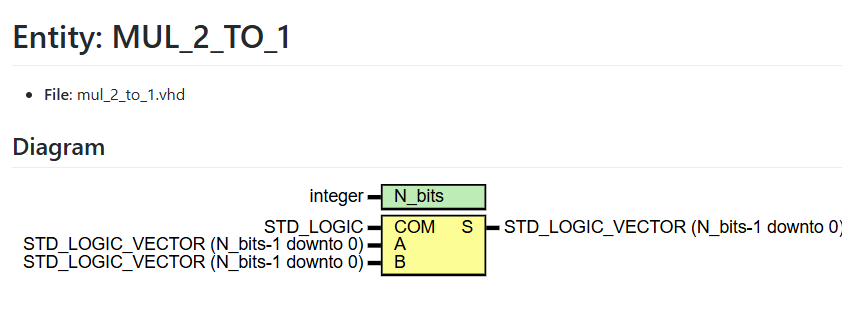 Entity: MUL_2_TO_1
File: mul_2_to_1.vhd
Diagram
integer N_bits
STD_LOGIC COM S STD_LOGIC_VECTOR (N_bits-1 downto 0)
STD_LOGIC_VECTOR (N_bits-1 downto 0) A
STD_LOGIC_VECTOR (N_bits-1 downto 0) B